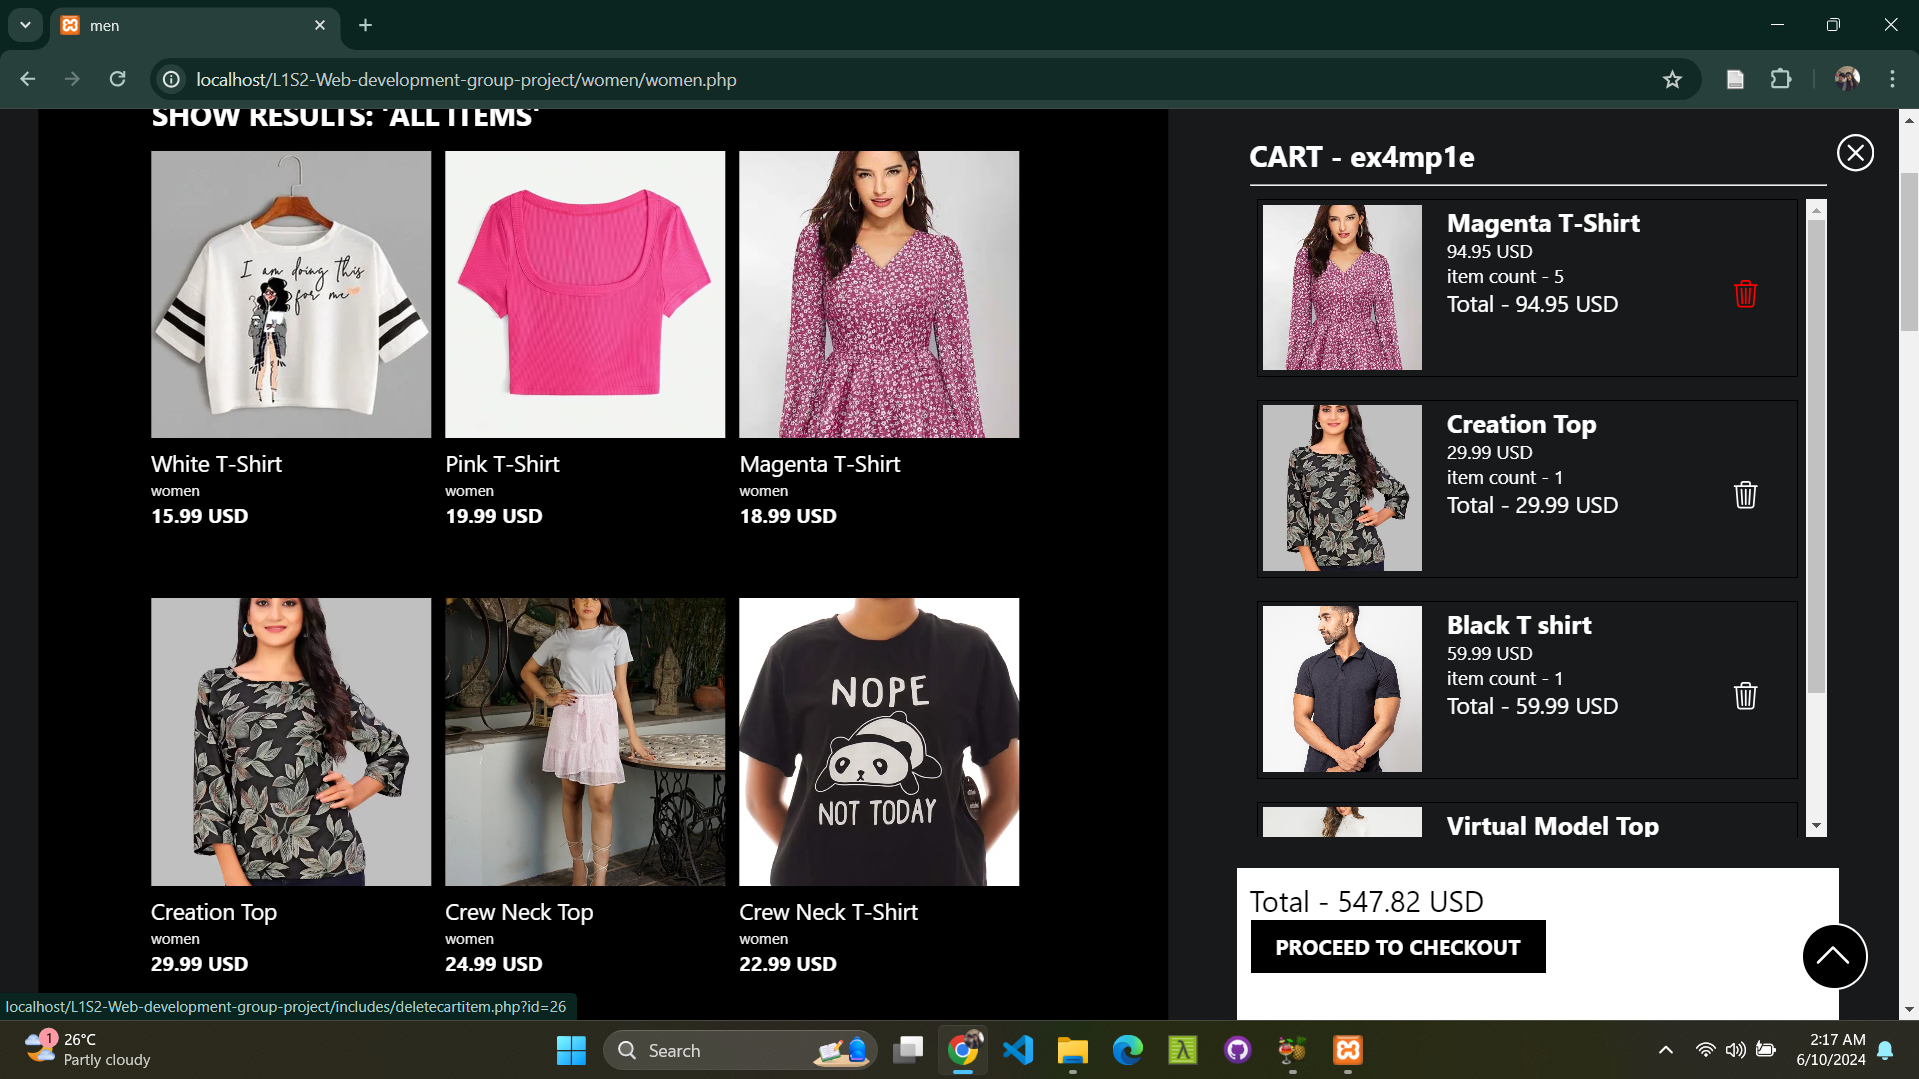 men
localhost/L1S2-Web-development-group-project/women/women.php
SHOW RESULTS: 'ALL ITEMS'
I am doing this
for me
White T-Shirt
women
15.99 USD
Pink T-Shirt
women
19.99 USD
Magenta T-Shirt
women
18.99 USD
NOPE
NOT TODAY
Creation Top
women
29.99 USD
Crew Neck Top
women
24.99 USD
Crew Neck T-Shirt
women
22.99 USD
CART - ex4mp1e
Magenta T-Shirt
94.95 USD
item count - 5
Total - 94.95 USD
Creation Top
29.99 USD
item count - 1
Total - 29.99 USD
Black T shirt
59.99 USD
item count - 1
Total - 59.99 USD
Virtual Model Top
Total - 547.82 USD
PROCEED TO CHECKOUT
localhost/L1S2-Web-development-group-project/includes/deletecartitem.php?id=26
1
26°C
Partly cloudy
Search
2:17 AM
6/10/2024